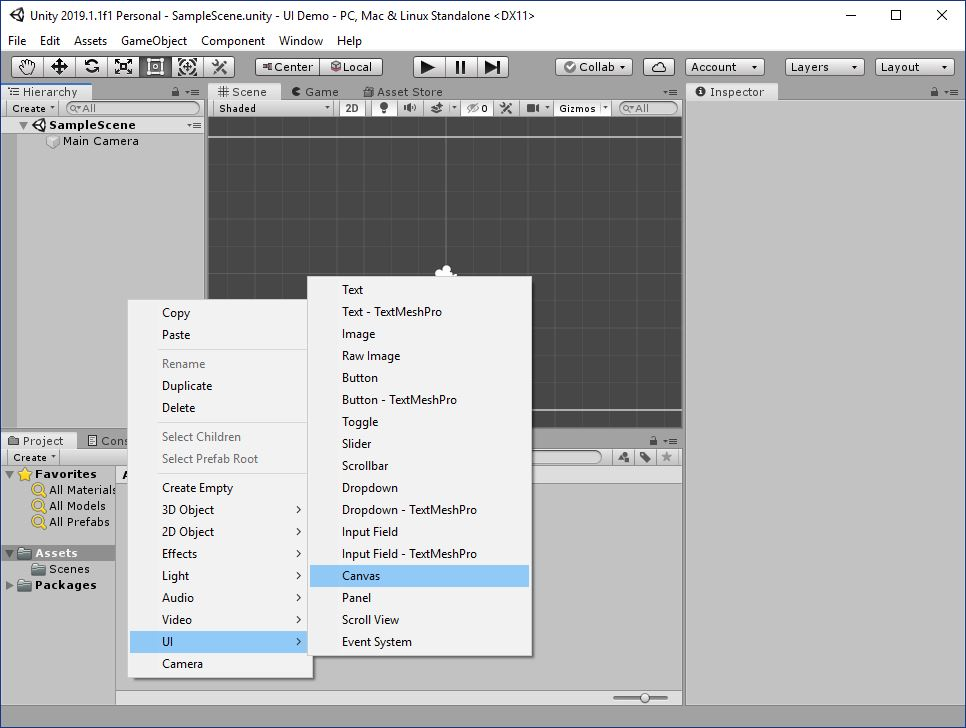 Unity 2019.1.1f1 Personal - SampleScene.unity - UI Demo - PC, Mac & Linux Standalone <DX11>
File Edit Assets GameObject Component Window Help
Center Local Collab Account Layers Layout
Hierarchy
Create All
SampleScene
Main Camera
Scene Game Asset Store
Shaded 2D 0 Gizmos All
Inspector
Copy
Paste
Rename
Duplicate
Delete
Select Children
Select Prefab Root
Create Empty
3D Object
2D Object
Effects
Light
Audio
Video
UI
Camera
Text
Text - TextMeshPro
Image
Raw Image
Button
Button - TextMeshPro
Toggle
Slider
Scrollbar
Dropdown
Dropdown - TextMeshPro
Input Field
Input Field - TextMeshPro
Canvas
Panel
Scroll View
Event System
Project Cons
Create
Favorites
All Materials
All Models
All Prefabs
Assets
Scenes
Packages